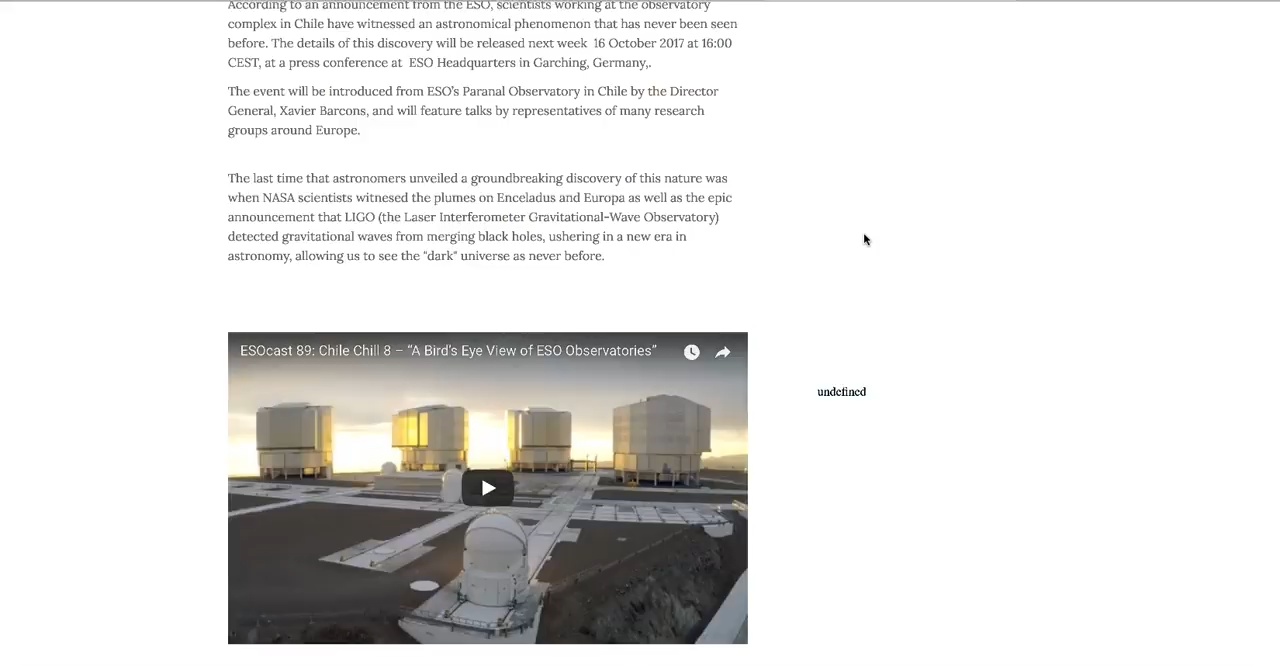 According to an announcement from the ESO, scientists working at the observatory
complex in Chile have witnessed an astronomical phenomenon that has never been seen
before. The details of this discovery will be released next week  16 October 2017 at 16:00
CEST, at a press conference at  ESO Headquarters in Garching, Germany,.
The event will be introduced from ESO's Paranal Observatory in Chile by the Director
General, Xavier Barcons, and will feature talks by representatives of many research
groups around Europe.
The last time that astronomers unveiled a groundbreaking discovery of this nature was
when NASA scientists witnesed the plumes on Enceladus and Europa as well as the epic
announcement that LIGO (the Laser Interferometer Gravitational-Wave Observatory)
detected gravitational waves from merging black holes, ushering in a new era in
astronomy, allowing us to see the "dark" universe as never before.
ESOcast 89: Chile Chill 8 – “A Bird's Eye View of ESO Observatories”
undefined